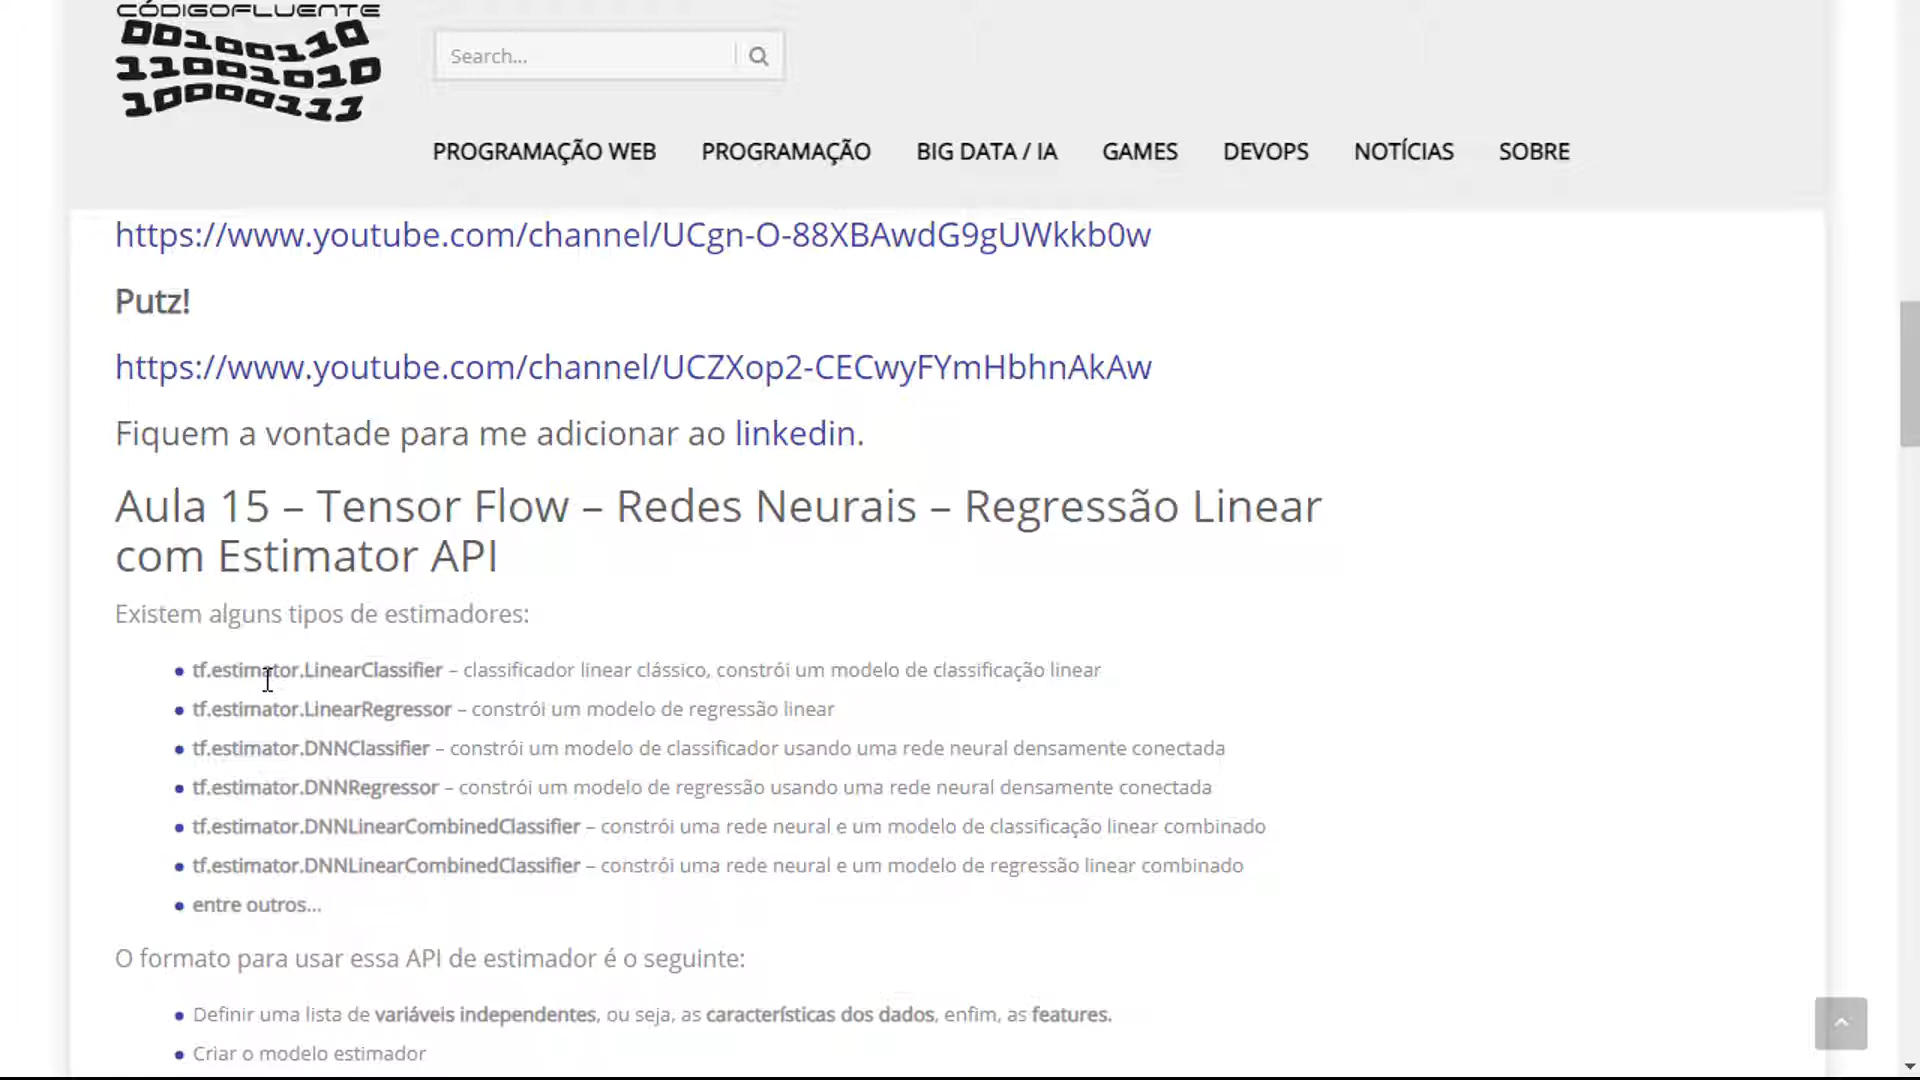 CÓDIGOFLUENTE
00100110
11001010
10000111
Search...
PROGRAMAÇÃO WEB PROGRAMAÇÃO BIG DATA / IA GAMES DEVOPS NOTÍCIAS SOBRE
https://www.youtube.com/channel/UCgn-O-88XBAwdG9gUWkkb0w
Putz!
https://www.youtube.com/channel/UCZXop2-CECwyFYmHbhnAkAw
Fiquem a vontade para me adicionar ao linkedin.
Aula 15 – Tensor Flow – Redes Neurais – Regressão Linear
com Estimator API
Existem alguns tipos de estimadores:
tf.estimator.LinearClassifier – classificador linear clássico, constrói um modelo de classificação linear
tf.estimator.LinearRegressor – constrói um modelo de regressão linear
tf.estimator.DNNClassifier – constrói um modelo de classificador usando uma rede neural densamente conectada
tf.estimator.DNNRegressor – constrói um modelo de regressão usando uma rede neural densamente conectada
tf.estimator.DNNLinearCombinedClassifier – constrói uma rede neural e um modelo de classificação linear combinado
tf.estimator.DNNLinearCombinedClassifier – constrói uma rede neural e um modelo de regressão linear combinado
entre outros...
O formato para usar essa API de estimador é o seguinte:
Definir uma lista de variáveis independentes, ou seja, as características dos dados, enfim, as features.
Criar o modelo estimador